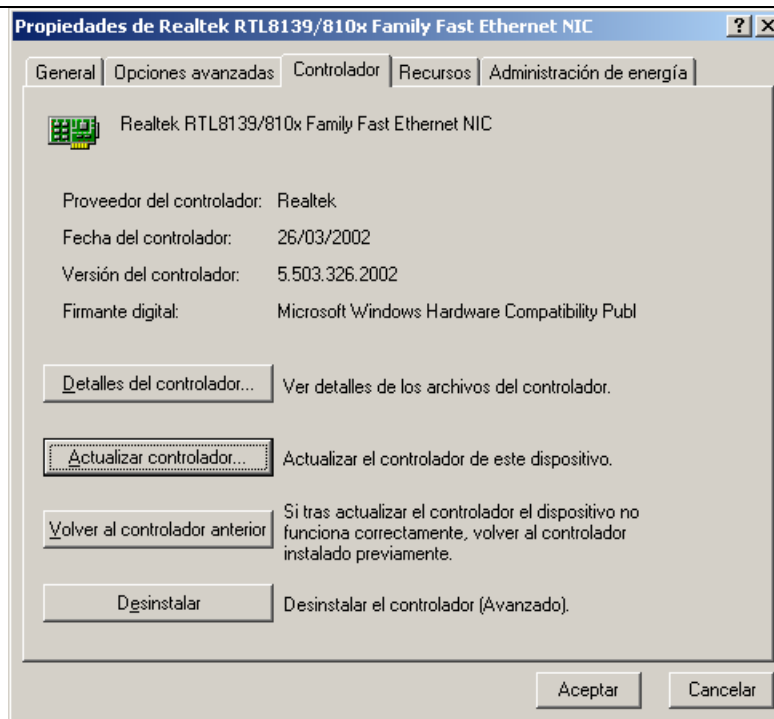 Propiedades de Realtek RTL8139/810x Family Fast Ethernet NIC
General Opciones avanzadas Controlador Recursos Administración de energía
Realtek RTL8139/810x Family Fast Ethernet NIC
Proveedor del controlador: Realtek
Fecha del controlador: 26/03/2002
Versión del controlador: 5.503.326.2002
Firmante digital: Microsoft Windows Hardware Compatibility Publ
Detalles del controlador... Ver detalles de los archivos del controlador.
Actualizar controlador... Actualizar el controlador de este dispositivo.
Volver al controlador anterior
Si tras actualizar el controlador el dispositivo no
funciona correctamente, volver al controlador
instalado previamente.
Desinstalar Desinstalar el controlador (Avanzado).
Aceptar Cancelar